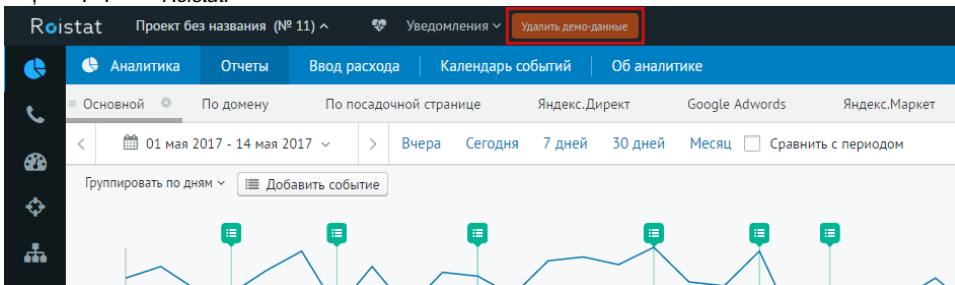 Roistat Проект без названия (№ 11) Уведомления Удалить демо-данные
Аналитика Отчеты Ввод расхода Календарь событий Об аналитике
Основной По домену По посадочной странице Яндекс.Директ Google Adwords Яндекс.Маркет
01 мая 2017 - 14 мая 2017 Вчера Сегодня 7 дней 30 дней Месяц Сравнить с периодом
Группировать по дням Добавить событие